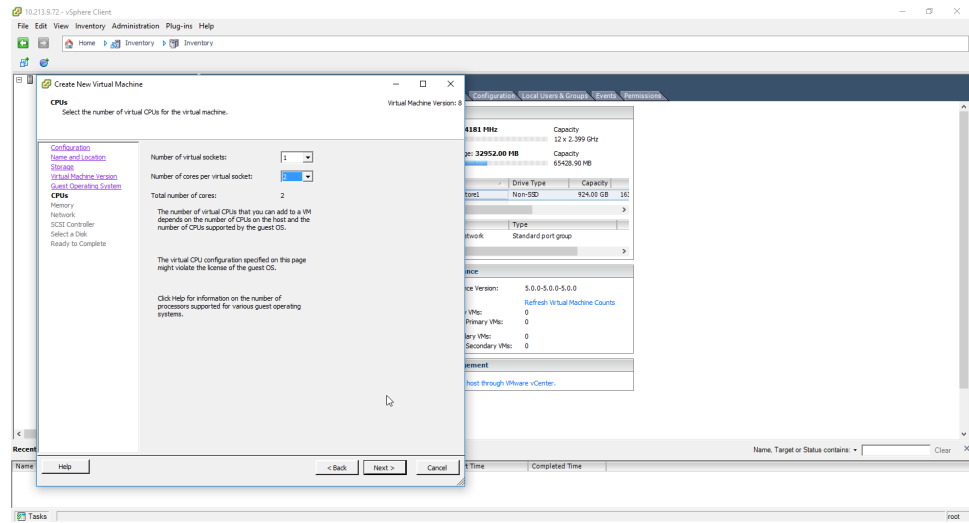 10.213.9.72 - vSphere Client
File Edit View Inventory Administration Plug-ins Help
Home Inventory Inventory
Create New Virtual Machine
CPUs
Select the number of virtual CPUs for the virtual machine.
Virtual Machine Version: 8
Configuration
Name and Location
Storage
Virtual Machine Version
Guest Operating System
CPUs
Memory
Network
SCSI Controller
Select a Disk
Ready to Complete
Number of virtual sockets: 1
Number of cores per virtual socket: 2
Total number of cores: 2
The number of virtual CPUs that you can add to a VM
depends on the number of CPUs on the host and the
number of CPUs supported by the guest OS.
The virtual CPU configuration specified on this page
might violate the license of the guest OS.
Click Help for information on the number of
processors supported for various guest operating
systems.
Help < Back Next > Cancel
Configuration Local Users & Groups Events Permissions
4181 MHz Capacity
12 x 2.399 GHz
ge: 32952.00 MB Capacity
65428.90 MB
Drive Type Capacity
tore1 Non-SSD 924.00 GB 163
Type
etwork Standard port group
nce
nce Version: 5.0.0-5.0.0-5.0.0
Refresh Virtual Machine Counts
y VMs: 0
Primary VMs: 0
dary VMs: 0
Secondary VMs: 0
gement
host through VMware vCenter.
Recent
Name, Target or Status contains: Clear
Name t Time Completed Time
Tasks root